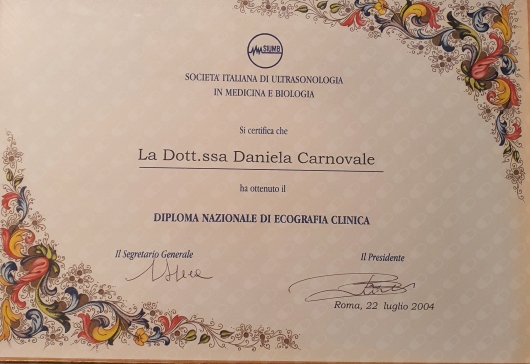 SIUMB
SOCIETA' ITALIANA DI ULTRASONOLOGIA
IN MEDICINA E BIOLOGIA
Si certifica che
La Dott.ssa Daniela Carnovale
ha ottenuto il
DIPLOMA NAZIONALE DI ECOGRAFIA CLINICA
Il Segretario Generale
Il Presidente
Roma, 22 luglio 2004